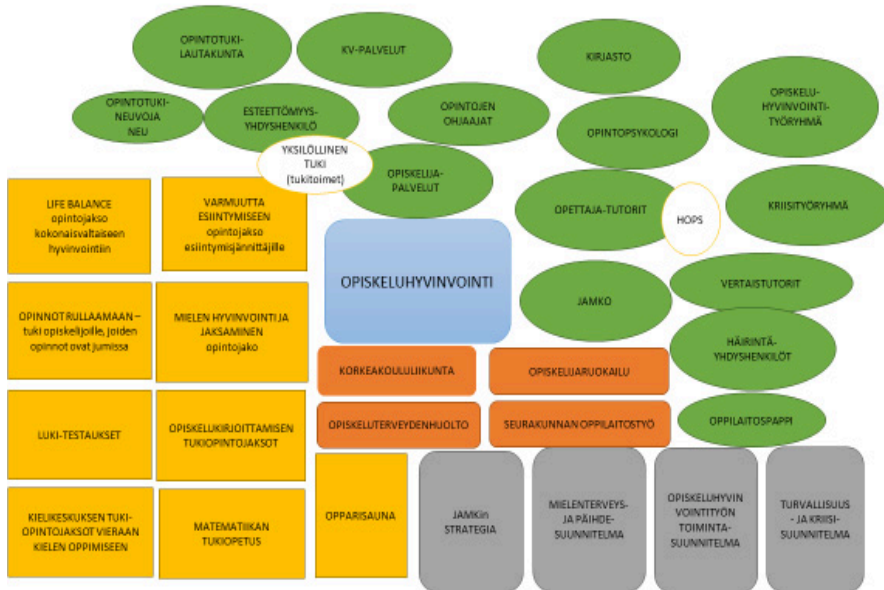 OPINTOTUKI-
LAUTAKUNTA
KV-PALVELUT
KIRJASTO
OPISKELU-
HYVINVOINTI-
TYÖRYHMÄ
OPINTOTUKI-
NEUVOJA
NEU
ESTEETTÖMYYS-
YHDYSHENKILÖ
OPINTOJEN
OHJAAJAT
OPINTOPSYKOLOGI
YKSILÖLLINEN
TUKI
(tukitoimet)
OPISKELIJA-
PALVELUT
OPETTAJA-TUTORIT
HOPS
KRIISITYÖRYHMÄ
LIFE BALANCE
opintojakso
kokonaisvaltaiseen
hyvinvointiin
VARMUUTTA
ESIINTYMISEEN
opintojakso
esiintymisjännittäjille
OPISKELUHYVINVOINTI
JAMKO
VERTAISTUTORIT
OPINNOT RULLAAMAAN –
tuki opiskelijoille, joiden
opinnot ovat jumissa
MIELEN HYVINVOINTI JA
JAKSAMINEN
opintojako
HÄIRINTÄ-
YHDYSHENKILÖT
KORKEAKOULULIIKUNTA
OPISKELIJARUOKAILU
OPISKELUTERVEYDENHUOLTO
SEURAKUNNAN OPPILAITOSTYÖ
OPPILAITOSPAPPI
LUKI-TESTAUKSET
OPISKELUKIRJOITTAMISEN
TUKIOPINTOJAKSOT
KIELIKESKUKSEN TUKI-
OPINTOJAKSOT VIERAAN
KIELEN OPPIMISEEN
MATEMATIIKAN
TUKIOPETUS
OPPARISAUNA
JAMKin
STRATEGIA
MIELENTERVEYS-
JA PÄIHDE-
SUUNNITELMA
OPISKELUHYVIN
VOINTITYÖN
TOIMINTA-
SUUNNITELMA
TURVALLISUUS
- JA KRIISI-
SUUNNITELMA